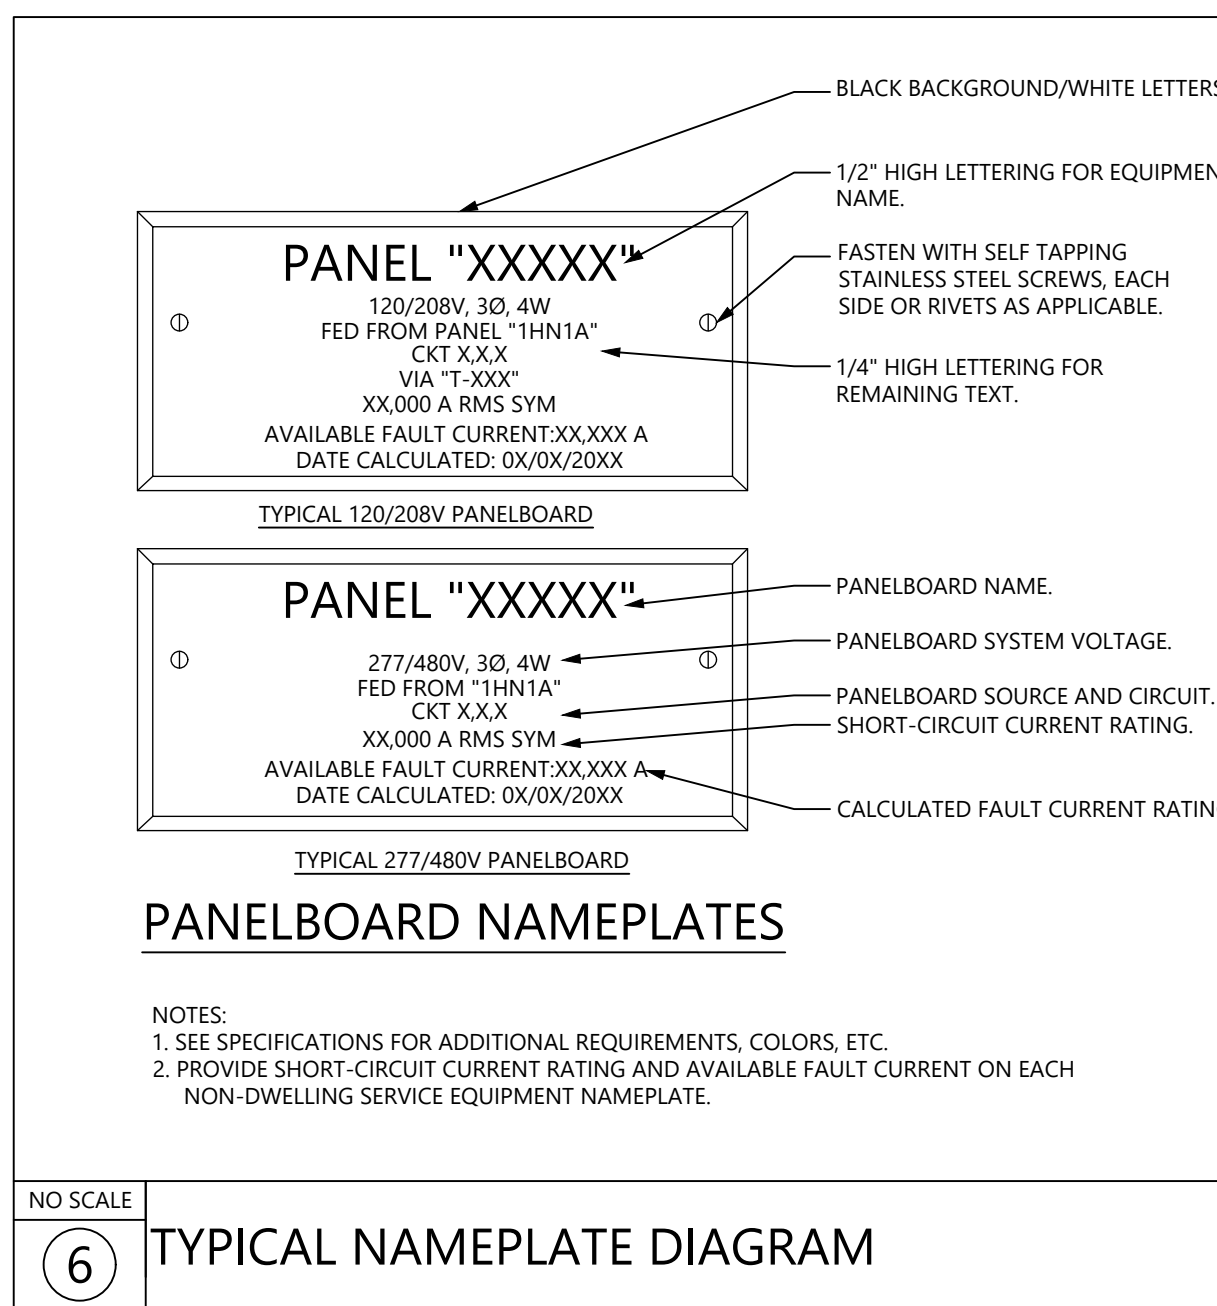 BLACK BACKGROUND/WHITE LETTERS
1/2" HIGH LETTERING FOR
NAME.
PANEL "XXXXX"
120/208V, 3Ø, 4W
FED FROM PANEL "1HN1A"
CKT X,X,X
VIA "T-XXX"
XX,000 A RMS SYM
AVAILABLE FAULT CURRENT:XX,XXX A
DATE CALCULATED: 0X/0X/20XX
FASTEN WITH SELF TAPPING
STAINLESS STEEL SCREWS, EACH
SIDE OR RIVETS AS APPLICABLE.
1/4" HIGH LETTERING FOR
REMAINING TEXT.
TYPICAL 120/208V PANELBOARD
PANEL "XXXXX"
277/480V, 3Ø, 4W
FED FROM "1HN1A"
CKT X,X,X
XX,000 A RMS SYM
AVAILABLE FAULT CURRENT:XX,XXX A
DATE CALCULATED: 0X/0X/20XX
PANELBOARD NAME.
PANELBOARD SYSTEM VOLTAGE.
PANELBOARD SOURCE AND CIRCUIT.
SHORT-CIRCUIT CURRENT RATING.
CALCULATED FAULT CURRENT
TYPICAL 277/480V PANELBOARD
PANELBOARD NAMEPLATES
NOTES:
1. SEE SPECIFICATIONS FOR ADDITIONAL REQUIREMENTS, COLORS, ETC.
2. PROVIDE SHORT-CIRCUIT CURRENT RATING AND AVAILABLE FAULT CURRENT ON EACH
NON-DWELLING SERVICE EQUIPMENT NAMEPLATE.
NO SCALE
6
TYPICAL NAMEPLATE DIAGRAM